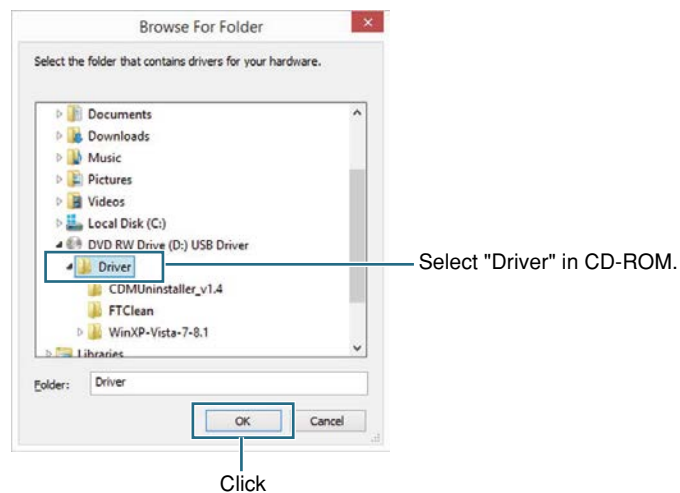 Browse For Folder
Select the folder that contains drivers for your hardware.
Documents
Downloads
Music
Pictures
Videos
Local Disk (C:)
DVD RW Drive (D:) USB Driver
Driver
Select "Driver" in CD-ROM.
CDMUninstaller_v1.4
FTClean
WinXP-Vista-7-8.1
Libraries
Folder: Driver
OK Cancel
Click